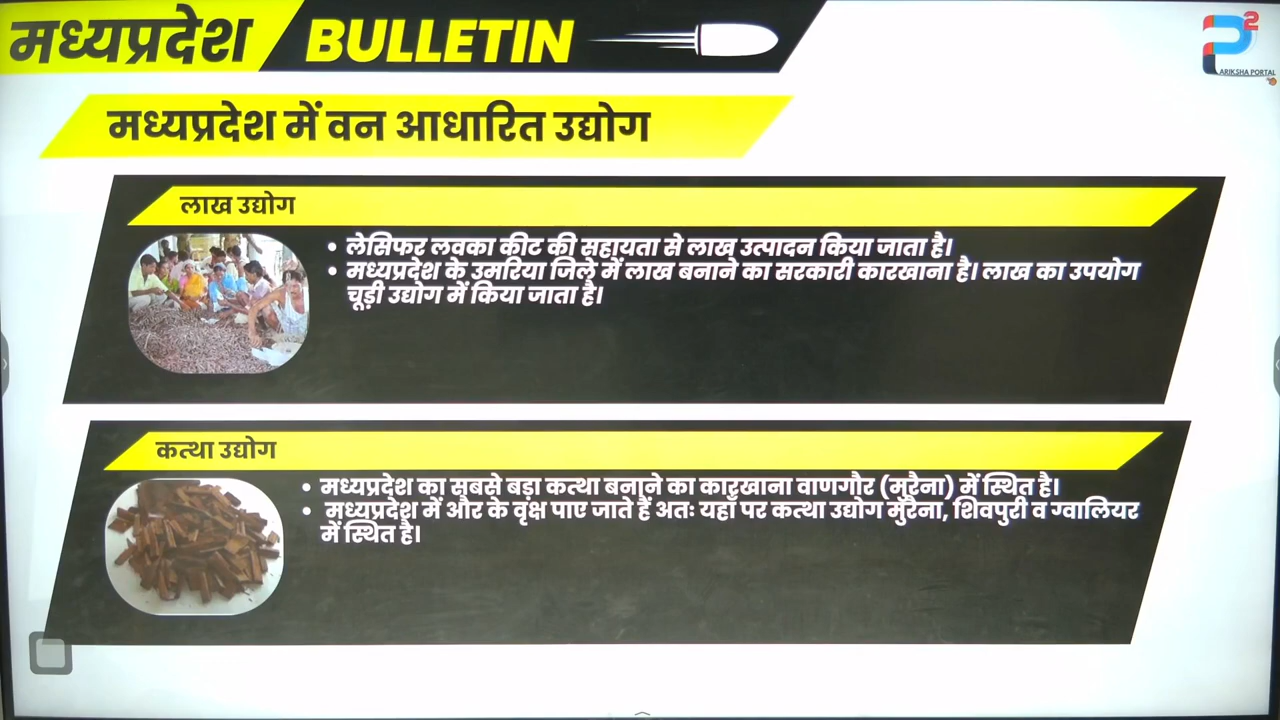 मध्यप्रदेश BULLETIN
P2
ARIKSHA PORTAL
मध्यप्रदेश में वन आधारित उद्योग
लाख उद्योग
• लेसिफर लक्का कीट की सहायता से लाख उत्पादन किया जाता है।
• मध्यप्रदेश के उमरिया जिले में लाख बनाने का सरकारी कारखाना है। लाख का उपयोग
चूड़ी उद्योग में किया जाता है।
कत्था उद्योग
• मध्यप्रदेश का सबसे बड़ा कत्था बनाने का कारखाना वाणगौर (मुरैना) में स्थित है।
• मध्यप्रदेश में और के वृक्ष पाए जाते हैं अतः यहाँ पर कत्था उद्योग मुरैना, शिवपुरी व ग्वालियर
में स्थित है।